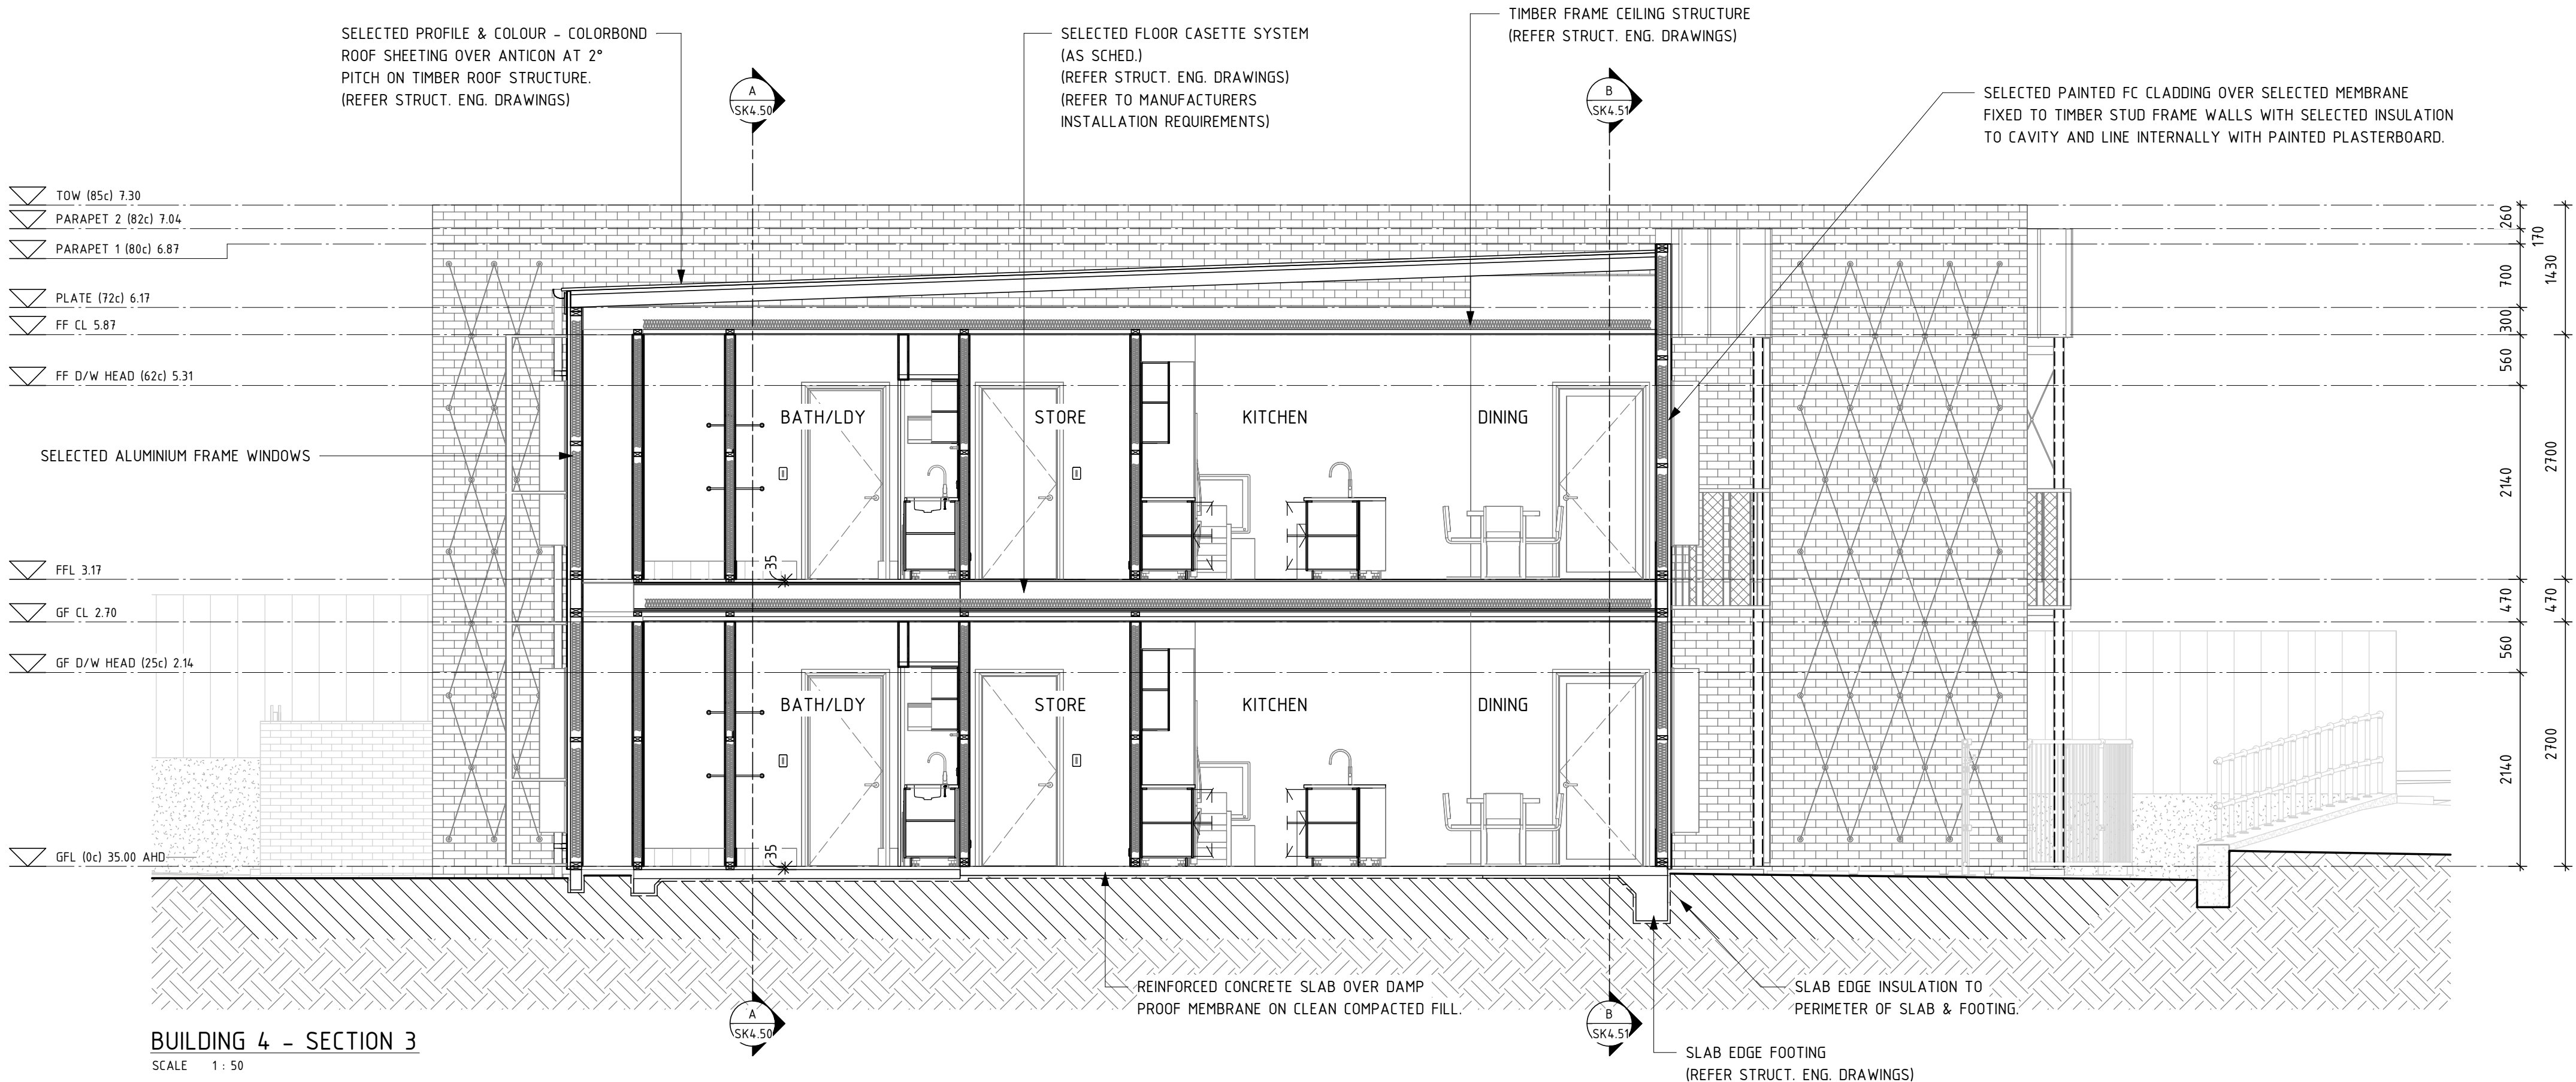 SELECTED PROFILE & COLOUR - COLORBOND
ROOF SHEETING OVER ANTICON AT 2°
PITCH ON TIMBER ROOF STRUCTURE.
(REFER STRUCT. ENG. DRAWINGS)
A
SK4.50
SELECTED FLOOR CASETTE SYSTEM
(AS SCHED.)
(REFER STRUCT. ENG. DRAWINGS)
(REFER TO MANUFACTURERS
INSTALLATION REQUIREMENTS)
TIMBER FRAME CEILING STRUCTURE
(REFER STRUCT. ENG. DRAWINGS)
B
SK4.51
SELECTED PAINTED FC CLADDING OVER SELECTED MEMBRANE
FIXED TO TIMBER STUD FRAME WALLS WITH SELECTED INSULATION
TO CAVITY AND LINE INTERNALLY WITH PAINTED PLASTERBOARD.
TOW (85c) 7.30
PARAPET 2 (82c) 7.04
PARAPET 1 (80c) 6.87
PLATE (72c) 6.17
FF CL 5.87
FF D/W HEAD (62c) 5.31
SELECTED ALUMINIUM FRAME WINDOWS
FFL 3.17
GF CL 2.70
GF D/W HEAD (25c) 2.14
GFL (0c) 35.00 AHD
BATH/LDY
STORE
KITCHEN
DINING
35
BATH/LDY
STORE
KITCHEN
DINING
35
260
170
700
1430
300
560
2140
2700
470
470
560
2140
2700
REINFORCED CONCRETE SLAB OVER DAMP
PROOF MEMBRANE ON CLEAN COMPACTED FILL.
SLAB EDGE INSULATION TO
PERIMETER OF SLAB & FOOTING.
A
SK4.50
B
SK4.51
SLAB EDGE FOOTING
(REFER STRUCT. ENG. DRAWINGS)
BUILDING 4 - SECTION 3
SCALE 1 : 50